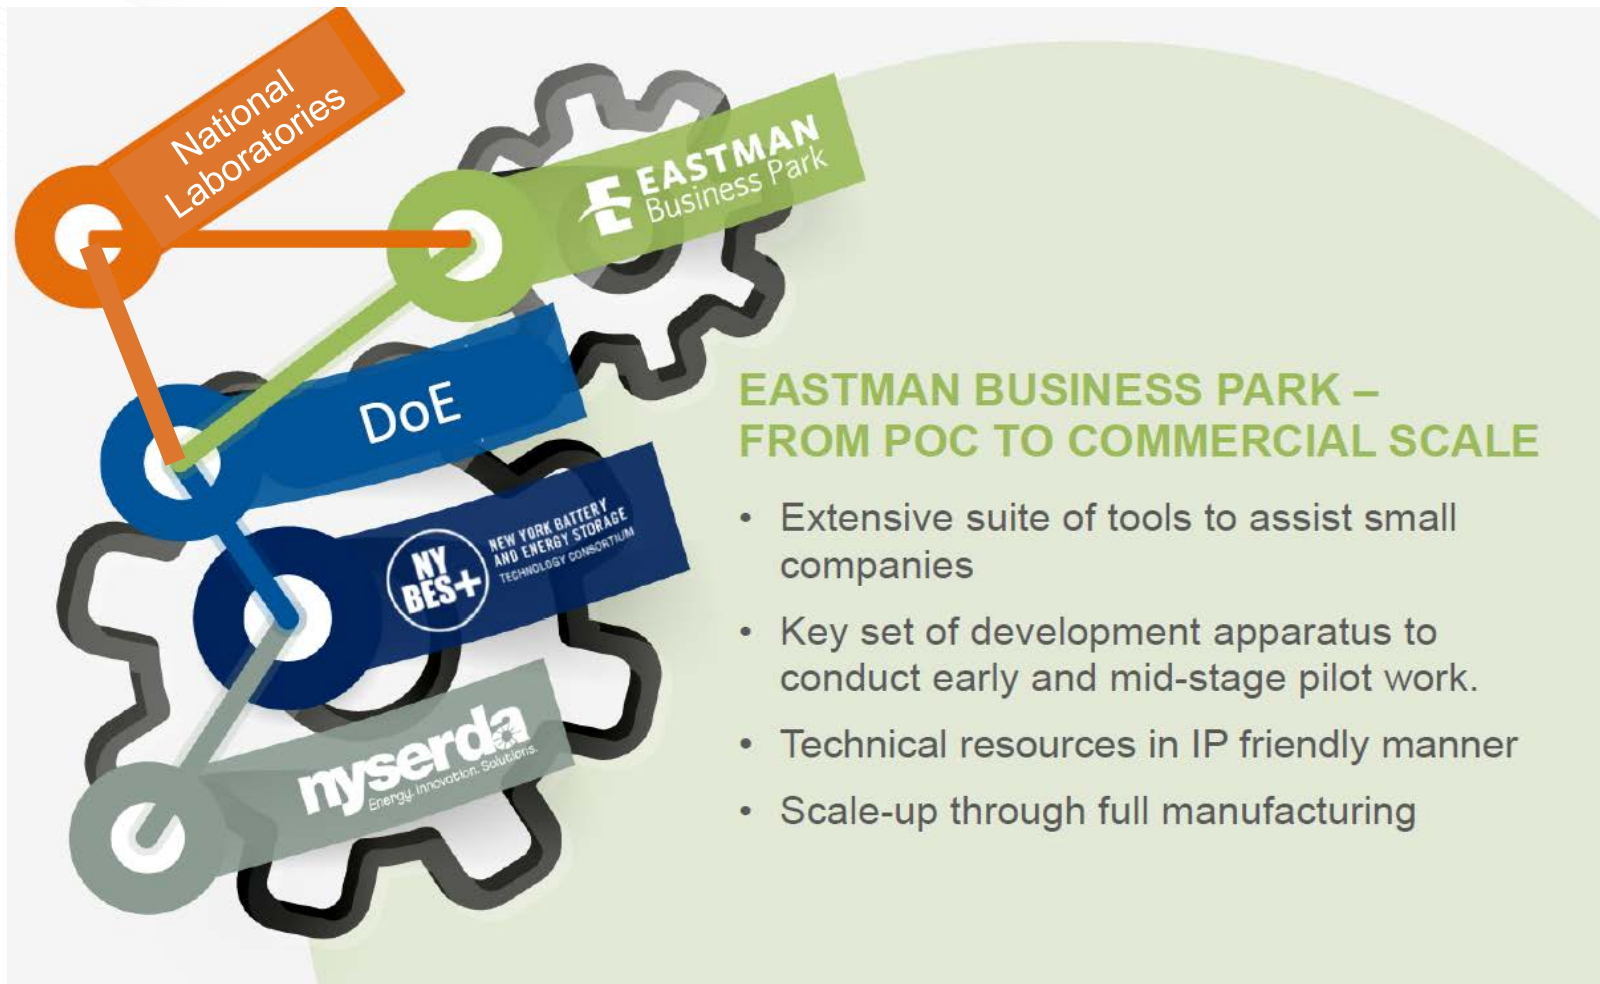 National
Laboratories
EASTMAN
Business Park
DoE
NY
BEST
NEW YORK BATTERY
AND ENERGY STORAGE
TECHNOLOGY CONSORTIUM
nyserda
Energy. Innovation. Solutions.
EASTMAN BUSINESS PARK –
FROM POC TO COMMERCIAL SCALE
• Extensive suite of tools to assist small
companies
• Key set of development apparatus to
conduct early and mid-stage pilot work.
• Technical resources in IP friendly manner
• Scale-up through full manufacturing